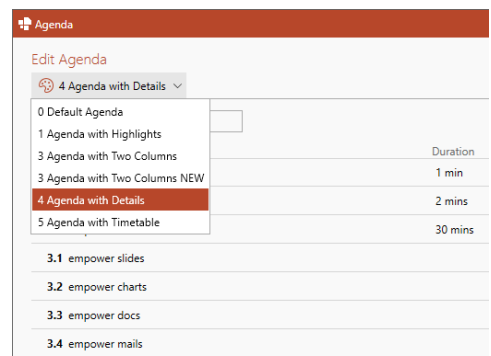 Agenda
Edit Agenda
4 Agenda with Details
0 Default Agenda
1 Agenda with Highlights
3 Agenda with Two Columns
3 Agenda with Two Columns NEW
4 Agenda with Details
5 Agenda with Timetable
Duration
1 min
2 mins
30 mins
3.1 empower slides
3.2 empower charts
3.3 empower docs
3.4 empower mails